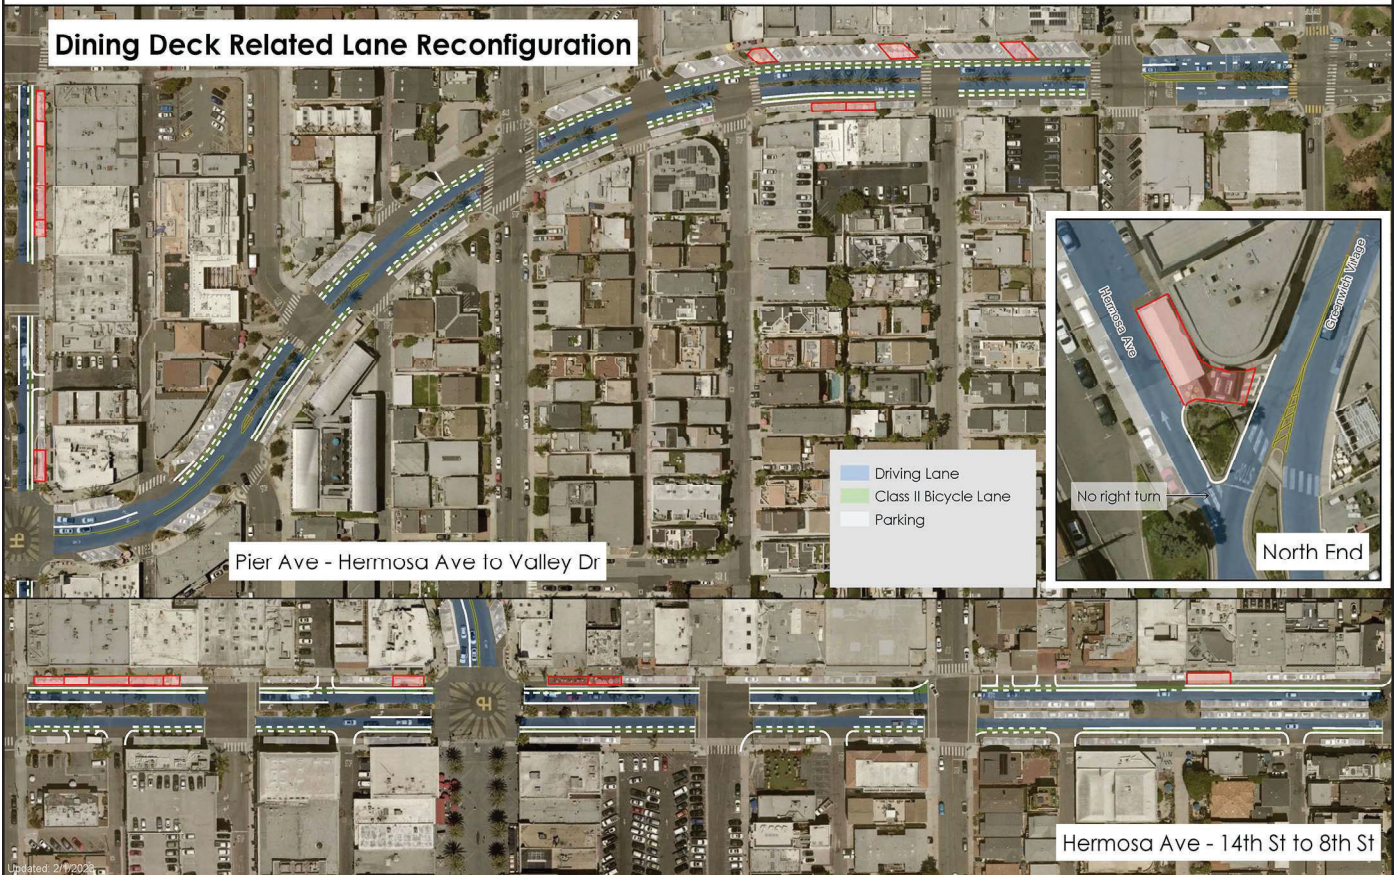 Dining Deck Related Lane Reconfiguration
Hermosa Ave
Greenwich Village
Driving Lane
Class II Bicycle Lane
Parking
No right turn
STOP
North End
Pier Ave - Hermosa Ave to Valley Dr
Hermosa Ave - 14th St to 8th St
Updated: 2/1/2023